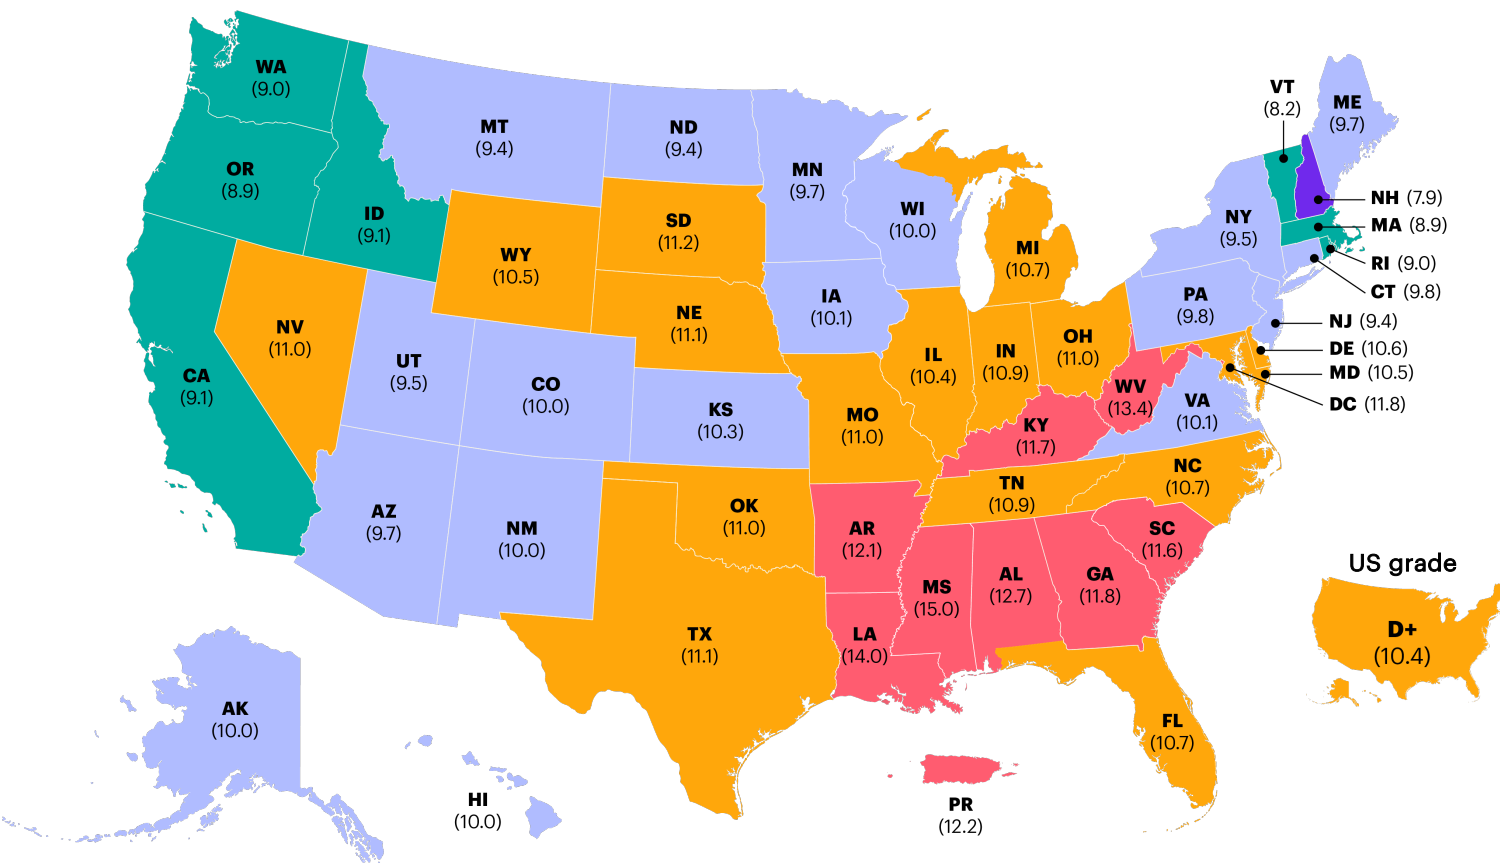 WA
(9.0)
OR
(8.9)
ID
(9.1)
MT
(9.4)
ND
(9.4)
MN
(9.7)
WI
(10.0)
MI
(10.7)
VT
(8.2)
ME
(9.7)
NH (7.9)
MA (8.9)
RI (9.0)
CT (9.8)
NJ (9.4)
DE (10.6)
MD (10.5)
DC (11.8)
NY
(9.5)
PA
(9.8)
SD
(11.2)
WY
(10.5)
NE
(11.1)
IA
(10.1)
IL
(10.4)
IN
(10.9)
OH
(11.0)
WV
(13.4)
VA
(10.1)
NV
(11.0)
UT
(9.5)
CA
(9.1)
CO
(10.0)
KS
(10.3)
MO
(11.0)
KY
(11.7)
TN
(10.9)
NC
(10.7)
AZ
(9.7)
NM
(10.0)
OK
(11.0)
AR
(12.1)
SC
(11.6)
MS
(15.0)
AL
(12.7)
GA
(11.8)
TX
(11.1)
LA
(14.0)
FL
(10.7)
AK
(10.0)
HI
(10.0)
PR
(12.2)
US grade
D+
(10.4)